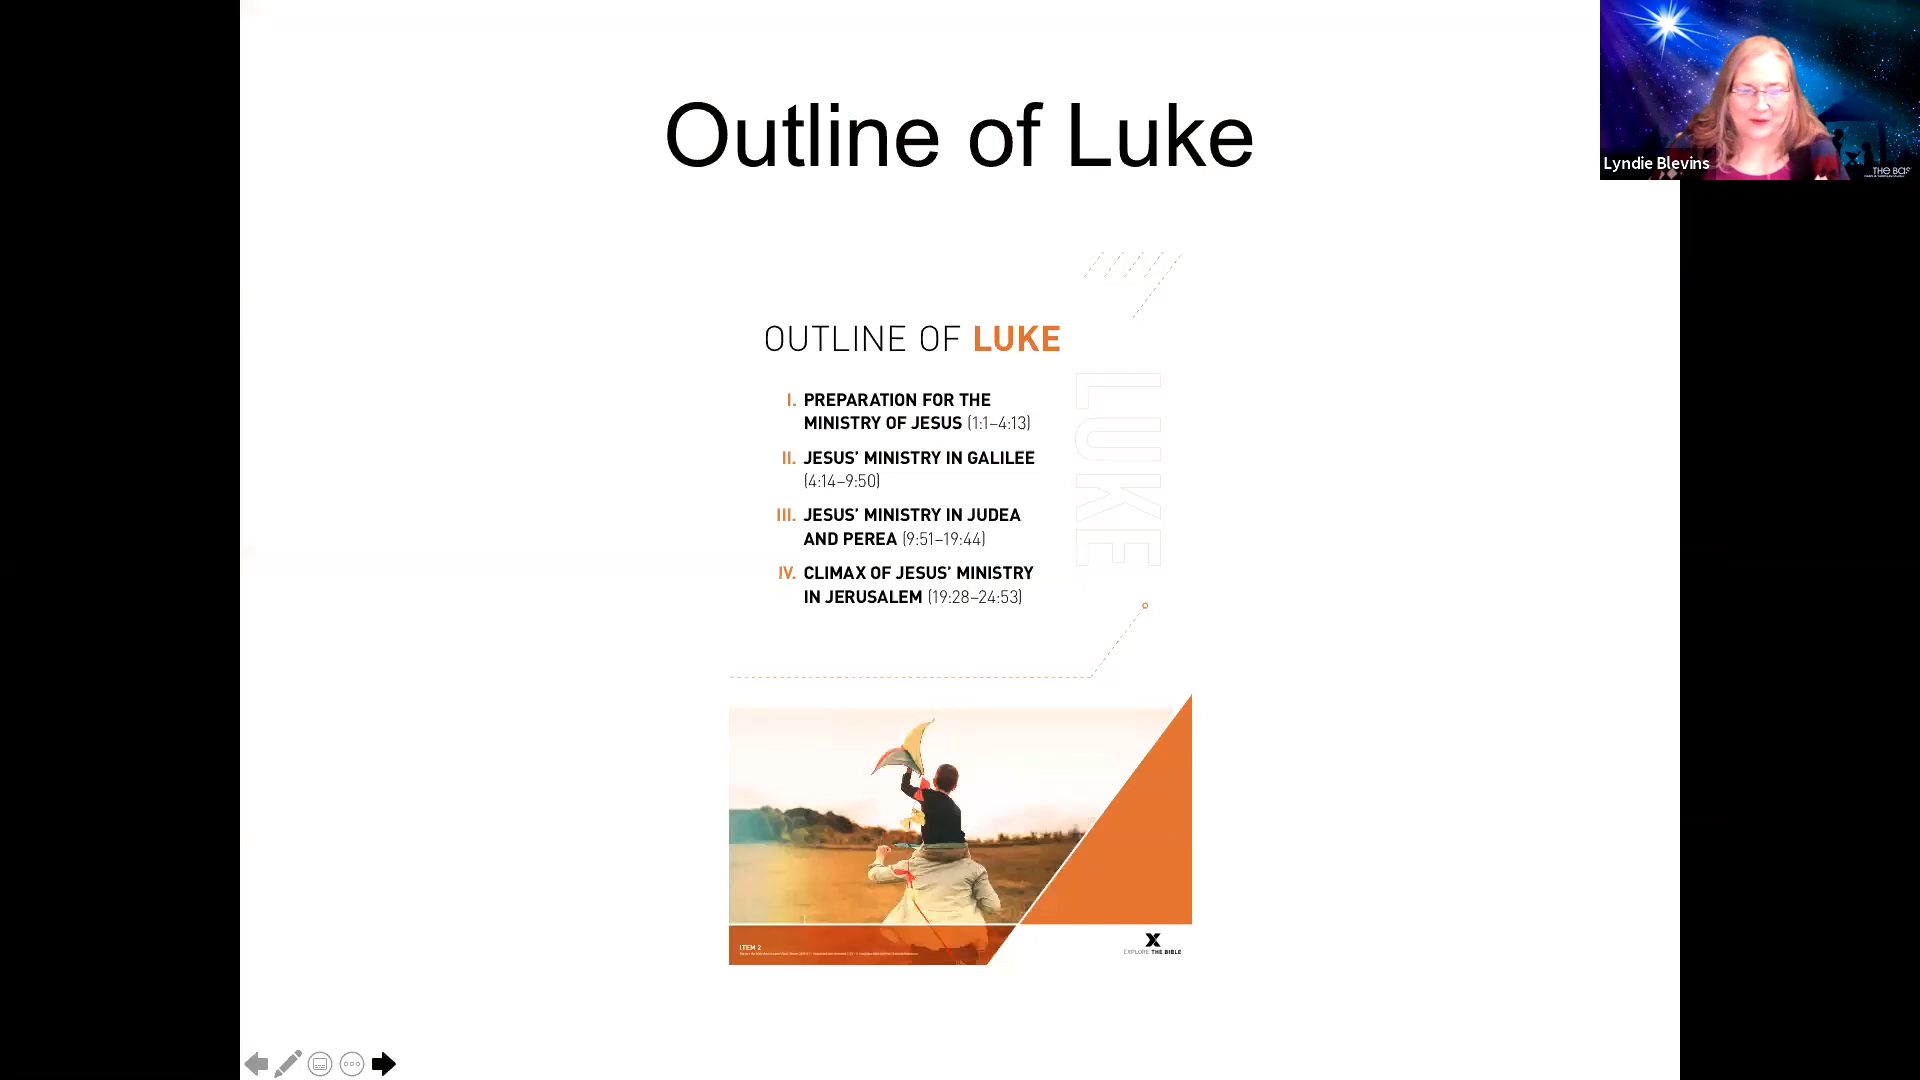 Outline of Luke
Lyndie Blevins
THE BAS
OUTLINE OF LUKE
LUKE
I. PREPARATION FOR THE
MINISTRY OF JESUS (1:1–4:13)
II. JESUS’ MINISTRY IN GALILEE
(4:14–9:50)
III. JESUS’ MINISTRY IN JUDEA
AND PEREA (9:51–19:44)
IV. CLIMAX OF JESUS’ MINISTRY
IN JERUSALEM (19:28–24:53)
ITEM 2
EXPLORE THE BIBLE